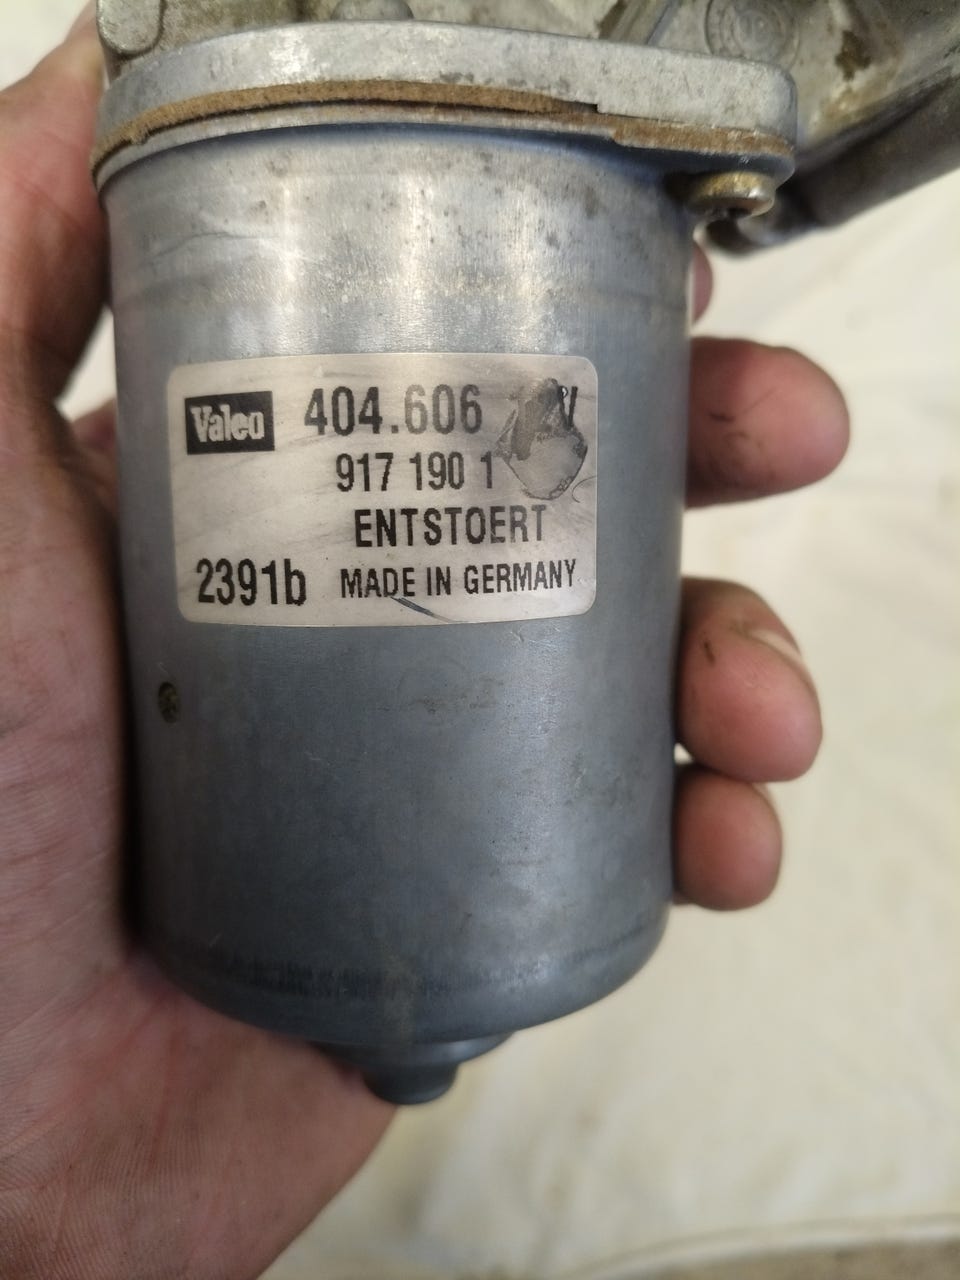 Valeo 404.606
917 190 1
ENTSTOERT
2391b MADE IN GERMANY